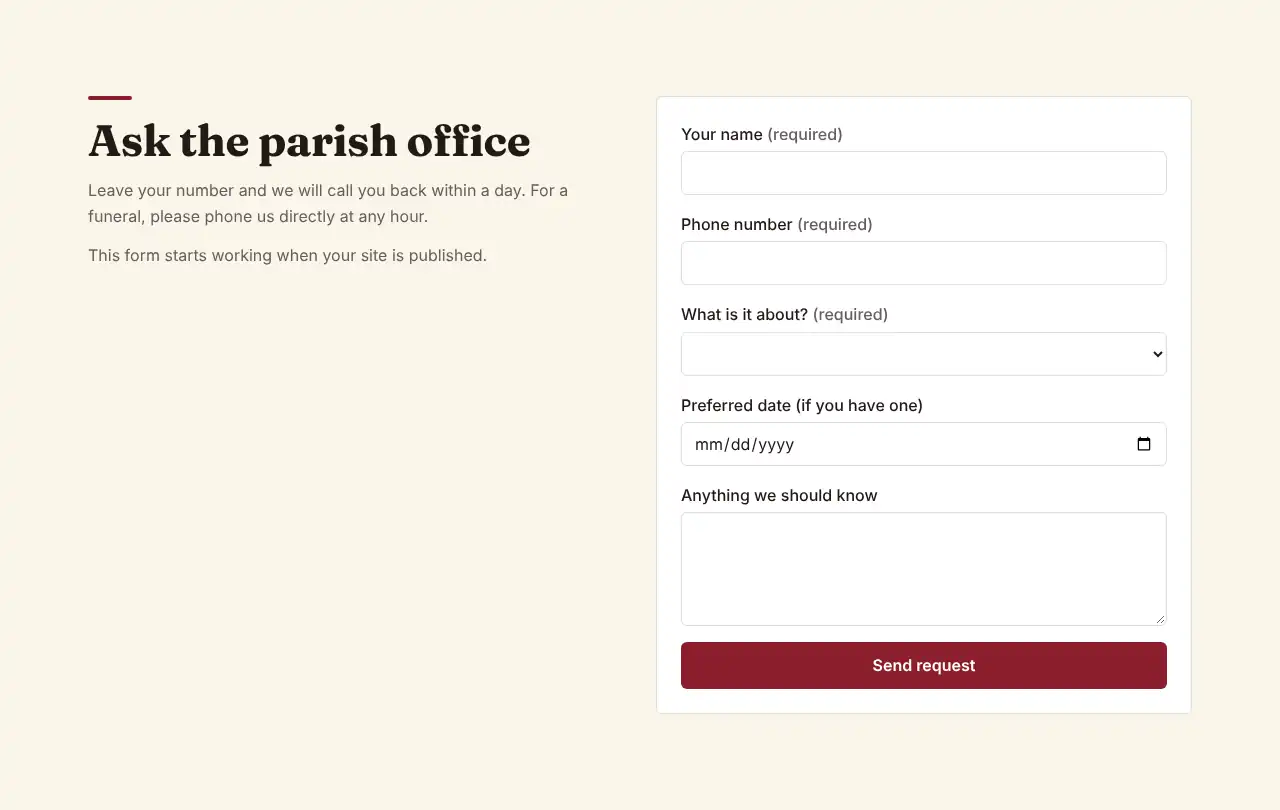 Ask the parish office
Leave your number and we will call you back within a day. For a
funeral, please phone us directly at any hour.
This form starts working when your site is published.
Your name (required)
Phone number (required)
What is it about? (required)
Preferred date (if you have one)
mm/dd/yyyy
Anything we should know
Send request